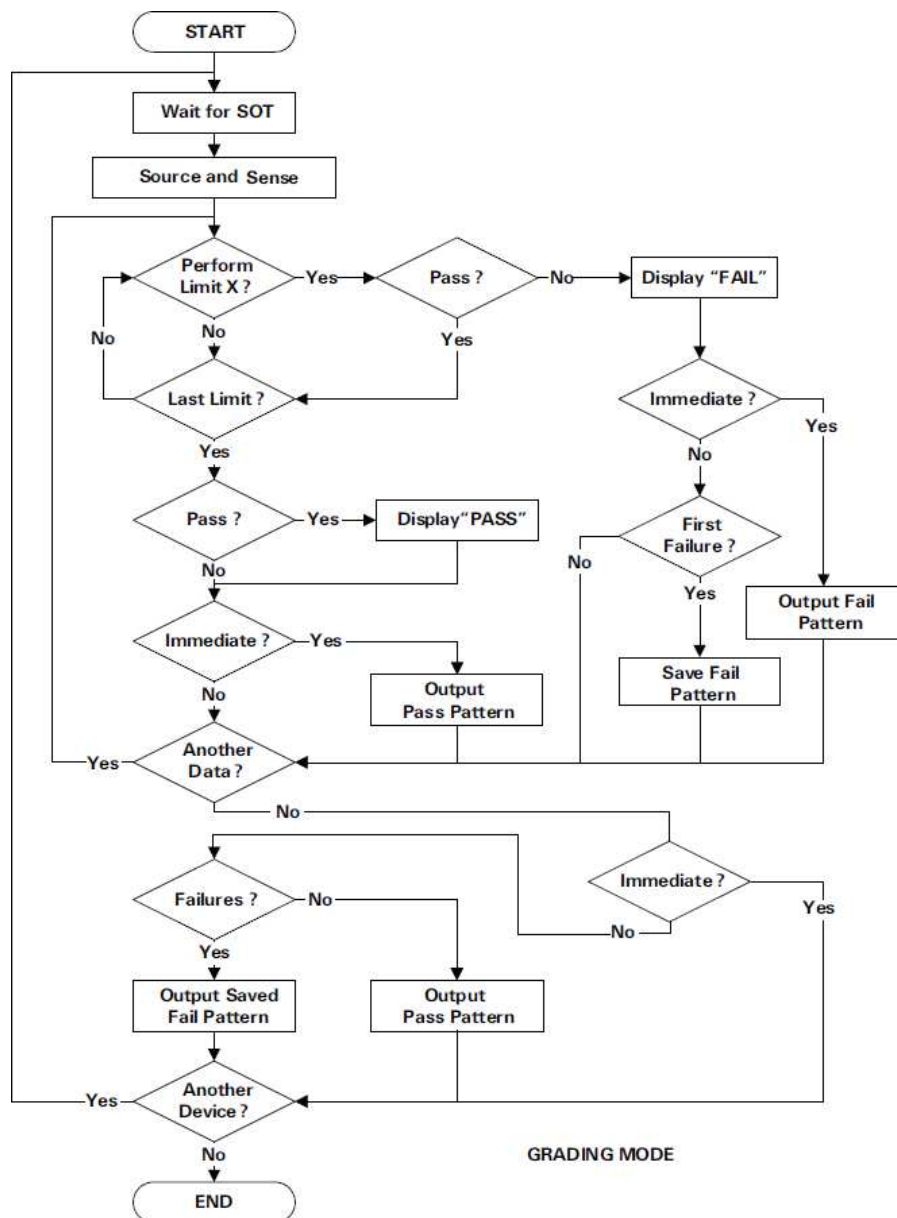 START
Wait for SOT
Source and Sense
Perform
Limit X ?
Yes
Pass ?
No
Display “FAIL”
No
No
Yes
Last Limit ?
Immediate ?
Yes
Yes
No
Pass ?
Yes
Display“PASS”
First
Failure ?
No
No
Yes
Output Fail
Pattern
Immediate ?
Yes
Save Fail
Pattern
No
Output
Pass Pattern
Yes
Another
Data ?
No
Immediate ?
Yes
Failures ?
No
No
Yes
Output Saved
Fail Pattern
Output
Pass Pattern
Yes
Another
Device ?
No
GRADING MODE
END